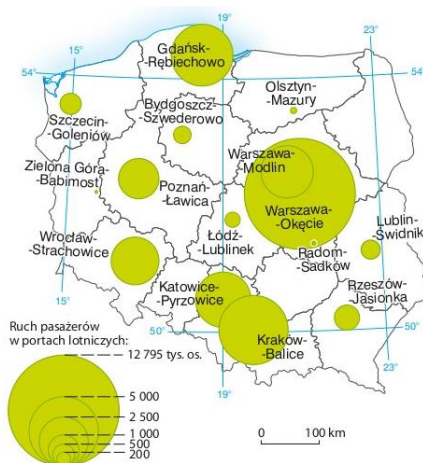 19°
23°
Gdańsk-
-Rębiechowo
15°
54°
54°
Olsztyn-
-Mazury
Bydgoszcz-
-Szwederowo
Szczecin-
-Goleniów
Warszawa-
-Modlin
Zielona Góra-
-Babimost
Poznań-
-Ławica
Warszawa-
-Okęcie
Lublin-
-Świdnik
Łódź-
-Lublinek
Wrocław-
-Strachowice
Radom-
-Sadków
Katowice-
-Pyrzowice
Rzeszów-
-Jasionka
15°
Ruch pasażerów
w portach lotniczych:
50°
50°
Kraków-
-Balice
12 795 tys. os.
23°
19°
5 000
2 500
1 000
500
200
0 100 km